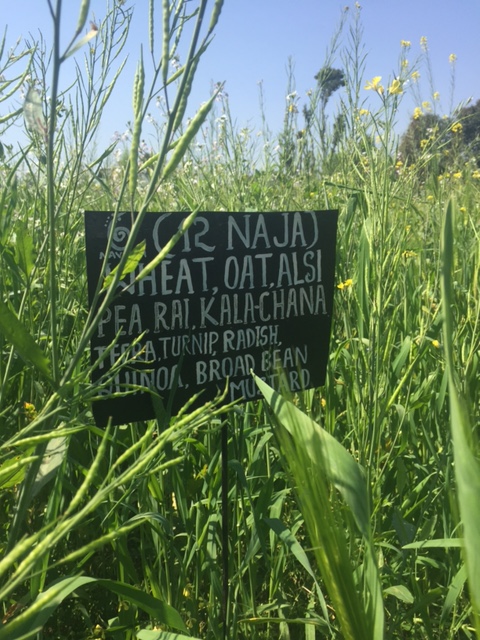 (12 NAJA)
WHEAT, OAT, ALSI
PEA RAI, KALA CHANA
TURNIP, RADISH,
QUINOA, BROAD BEAN
MUSTARD